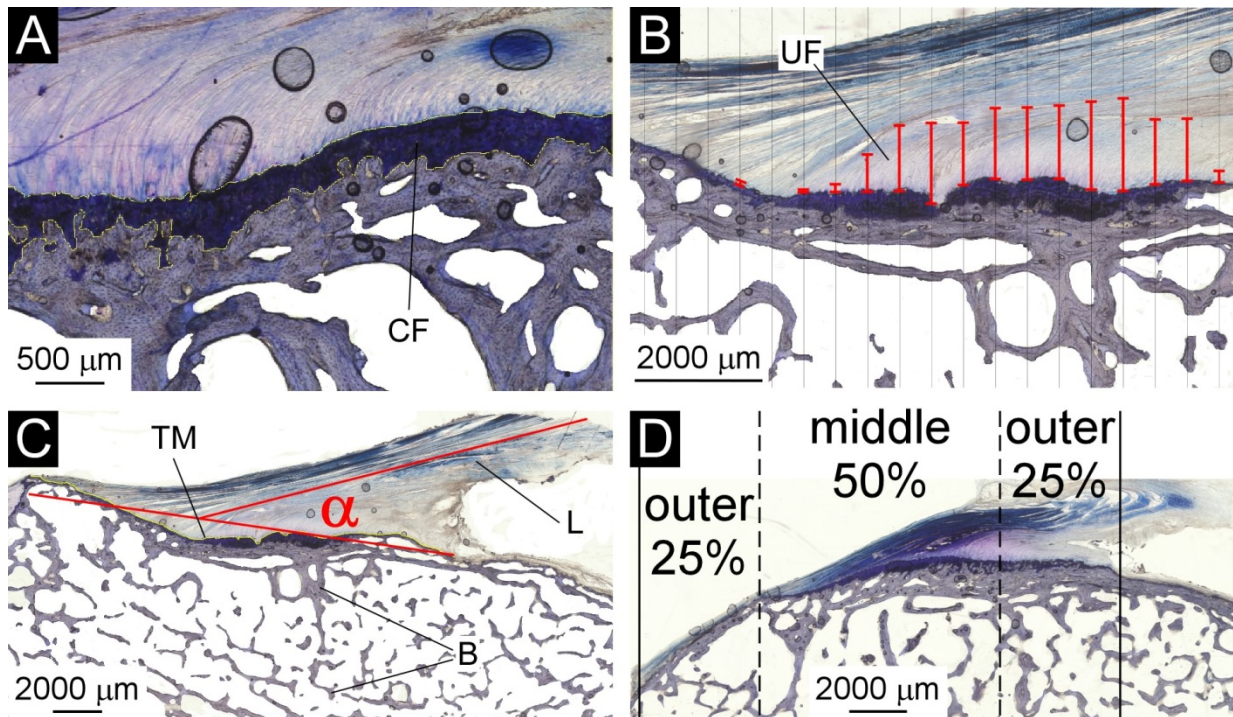 A
CF
500 μm
B
UF
2000 μm
C
TM
α
L
B
2000 μm
D
middle
50%
outer
25%
outer
25%
2000 μm